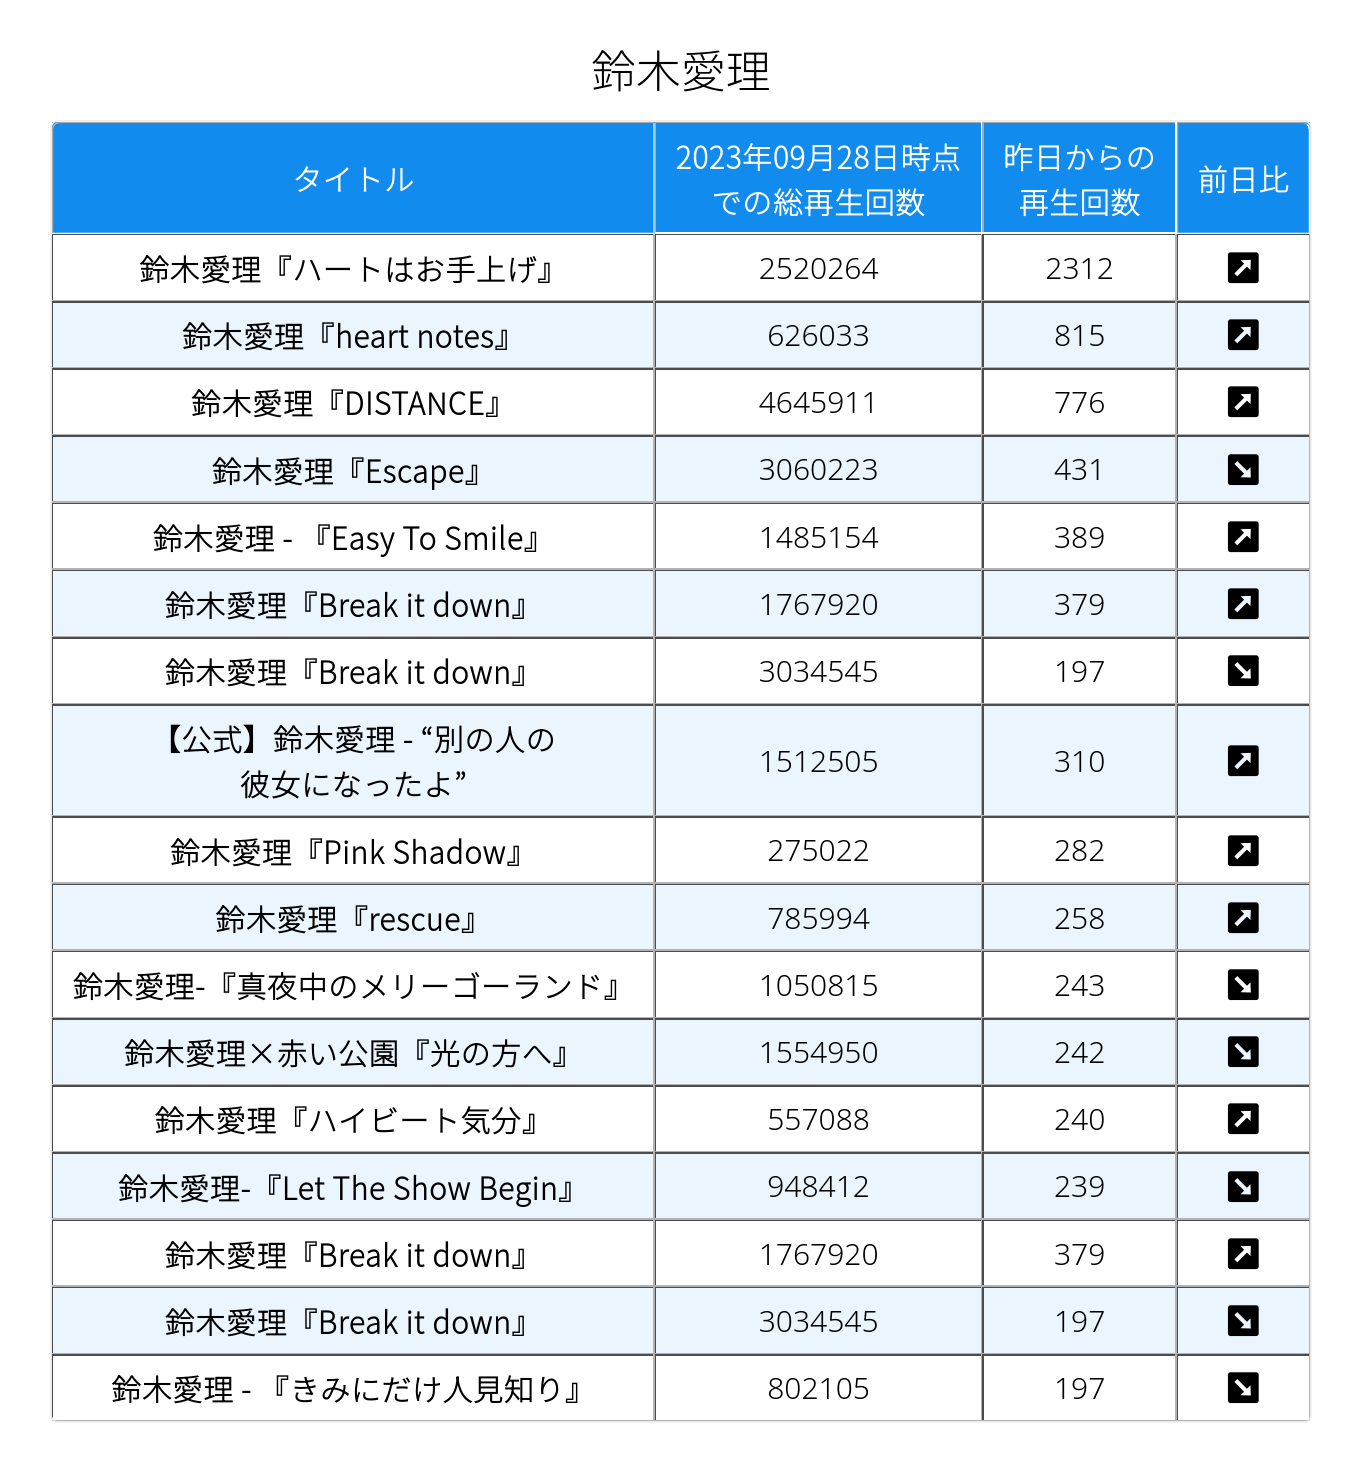 鈴木愛理
タイトル
2023年09月28日時点
での総再生回数
昨日からの
再生回数
前日比
鈴木愛理『ハートはお手上げ』 2520264 2312 ↗
鈴木愛理『heart notes』 626033 815 ↗
鈴木愛理『DISTANCE』 4645911 776 ↗
鈴木愛理『Escape』 3060223 431 ↘
鈴木愛理 - 『Easy To Smile』 1485154 389 ↗
鈴木愛理『Break it down』 1767920 379 ↗
鈴木愛理『Break it down』 3034545 197 ↘
【公式】鈴木愛理 - “別の人の
彼女になったよ” 1512505 310 ↗
鈴木愛理『Pink Shadow』 275022 282 ↗
鈴木愛理『rescue』 785994 258 ↗
鈴木愛理-『真夜中のメリーゴーランド』 1050815 243 ↘
鈴木愛理×赤い公園『光の方へ』 1554950 242 ↘
鈴木愛理『ハイビート気分』 557088 240 ↗
鈴木愛理-『Let The Show Begin』 948412 239 ↘
鈴木愛理『Break it down』 1767920 379 ↗
鈴木愛理『Break it down』 3034545 197 ↘
鈴木愛理 - 『きみにだけ人見知り』 802105 197 ↘